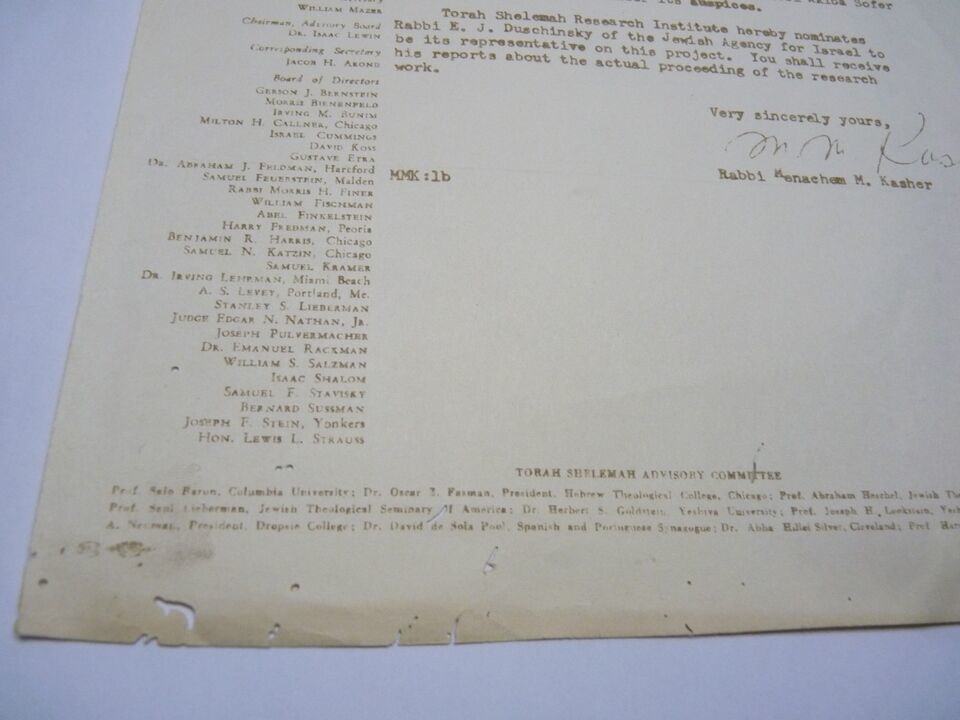 Sofer
its auspices.
Torah Shelemah Research Institute hereby nominates
Rabbi E. J. Duschinsky of the Jewish Agency for Israel to
be its representative on this project. You shall receive
his reports about the actual proceeding of the research
work.
Very sincerely yours,
Rabbi Menachem M. Kasher
MMK:lb
WILLIAM MAZER
Chairman, Advisory Board
DR. ISAAC LEWIN
Corresponding Secretary
JACOB H.
Board of Directors
GERSON J. BERNSTEIN
MORRIS BIENENFELD
IRVING M. BUNIM
MILTON H. CALLNER, Chicago
ISRAEL CUMMINGS
DAVID KOSS
GUSTAVE ETRA
DR. ABRAHAM J. FELDMAN, Hartford
SAMUEL FEUERSTEIN, Malden
RABBI MORRIS H. FINER
WILLIAM FISCHMAN
ABEL FINKELSTEIN
HARRY FREDMAN, Peoria
BENJAMIN R. HARRIS, Chicago
SAMUEL N. KATZIN, Chicago
SAMUEL KRAMER
DR. IRVING LEHRMAN, Miami Beach
A. S. LEVEY, Portland, Me.
STANLEY S. LIEBERMAN
JUDGE EDGAR N. NATHAN, Jr.
JOSEPH PULVERMACHER
DR. EMANUEL RACKMAN
WILLIAM S. SALZMAN
ISAAC SHALOM
SAMUEL F. STAVISKY
BERNARD SUSSMAN
JOSEPH F. STEIN, Yonkers
HON. LEWIS L. STRAUSS
TORAH SHELEMAH ADVISORY COMMITTEE
Prof. Salo Baron, Columbia University; Dr. Oscar Z. Fasman, President, Hebrew Theological College, Chicago; Prof. Abraham Heschel, Jewish
Prof. Saul Lieberman, Jewish Theological Seminary of America; Dr. Herbert S. Goldstein, Yeshiva University; Prof. Joseph H. Lookstein,
A. Neuman, President, Dropsie College; Dr. David de Sola Pool, Spanish and Portuguese Synagogue; Dr. Abba Hillel Silver, Cleveland; Prof